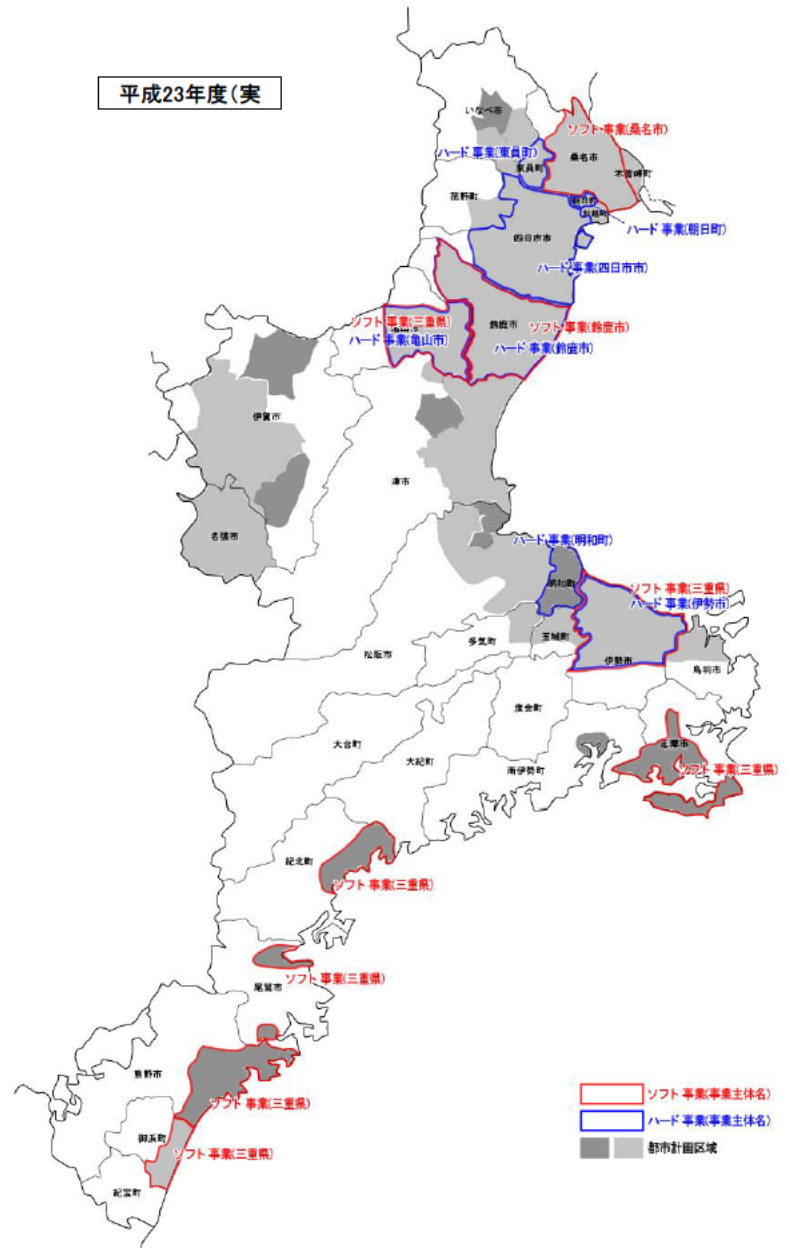 平成23年度(実
いなべ市
ソフト事業(桑名市)
ハード事業(東員町)
桑名市
東員町
木曽岬町
菰野町
朝日町
川越町
ハード事業(朝日町)
四日市市
ハード事業(四日市市)
ソフト事業(三重県)
鈴鹿市
ソフト事業(鈴鹿市)
ハード事業(亀山市)
ハード事業(鈴鹿市)
伊賀市
津市
名張市
ハード事業(明和町)
明和町
ソフト事業(三重県)
ハード事業(伊勢市)
多気町
玉城町
松阪市
伊勢市
鳥羽市
度会町
大台町
志摩市
大紀町
南伊勢町
ソフト事業(三重県)
紀北町
ソフト事業(三重県)
ソフト事業(三重県)
尾鷲市
熊野市
ソフト事業(三重県)
御浜町
ソフト事業(三重県)
紀宝町
ソフト事業(事業主体名)
ハード事業(事業主体名)
都市計画区域